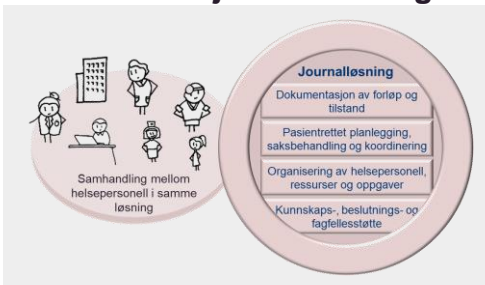 Samhandling mellom
helsepersonell i samme
løsning
Journalløsning
Dokumentasjon av forløp og
tilstand
Pasientrettet planlegging,
saksbehandling og koordinering
Organisering av helsepersonell,
ressurser og oppgaver
Kunnskaps-, beslutnings- og
fagfellesstøtte